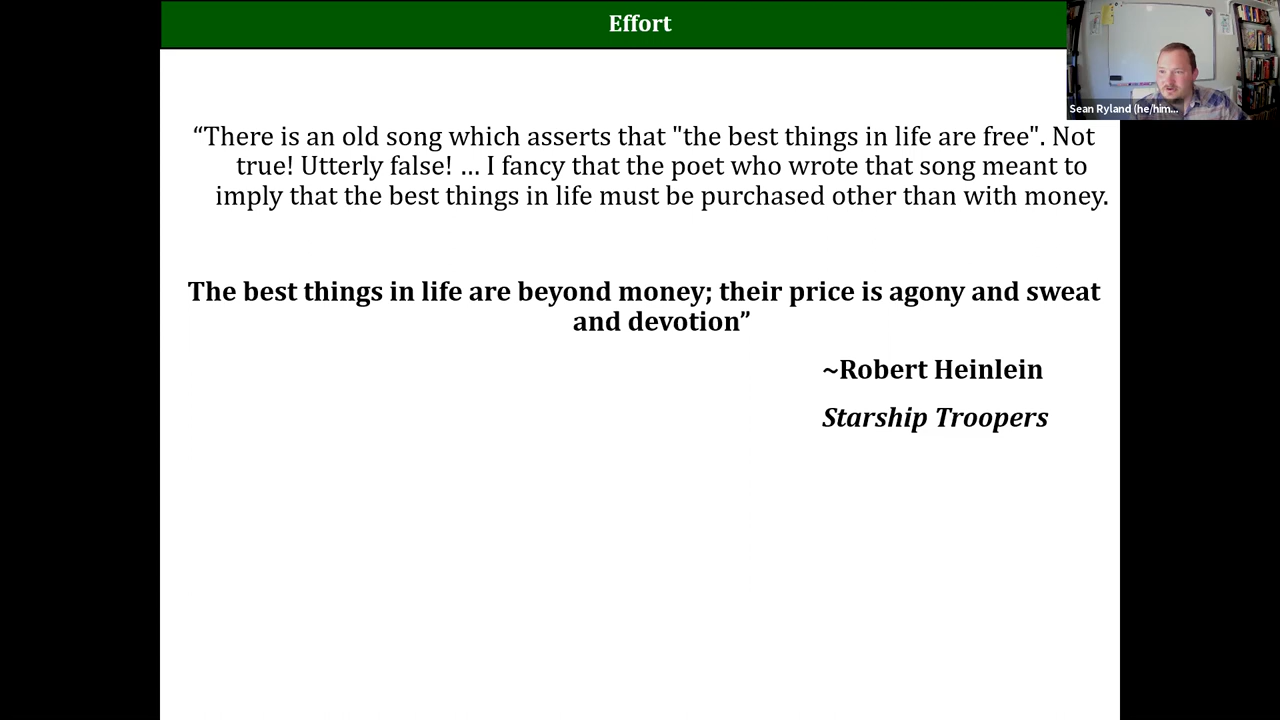 Effort
Sean Ryland (he/him...
“There is an old song which asserts that "the best things in life are free". Not
true! Utterly false! … I fancy that the poet who wrote that song meant to
imply that the best things in life must be purchased other than with money.
The best things in life are beyond money; their price is agony and sweat
and devotion”
~Robert Heinlein
Starship Troopers